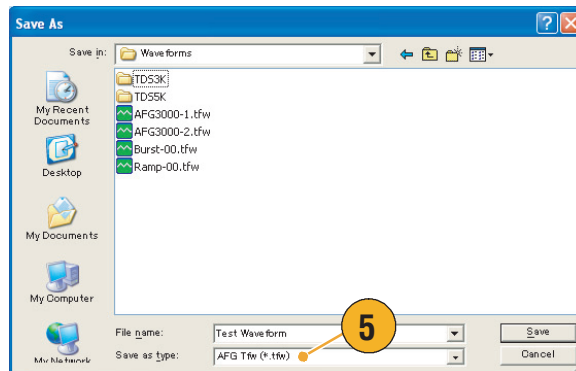 Save As
Save in:
Waveforms
My Recent
Documents
Desktop
My Documents
My Computer
My Network
TDS3K
TDS5K
AFG3000-1.tfw
AFG3000-2.tfw
Burst-00.tfw
Ramp-00.tfw
File name:
Test Waveform
Save
Save as type:
AFG Tfw (*.tfw)
Cancel
5